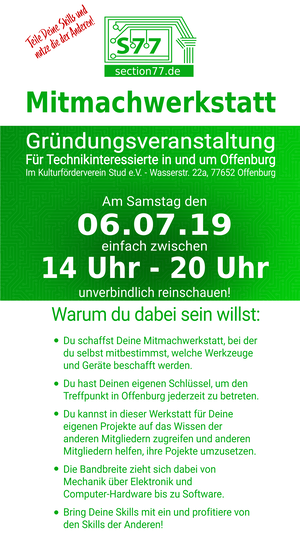 Teile Deine Skills und
nutze die der Anderen!
S77
section77.de
Mitmachwerkstatt
Gründungsveranstaltung
Für Technikinteressierte in und um Offenburg
Im Kulturförderverein Stud e.V. - Wasserstr. 22a, 77652 Offenburg
Am Samstag den
06.07.19
einfach zwischen
14 Uhr - 20 Uhr
unverbindlich reinschauen!
Warum du dabei sein willst:
• Du schaffst Deine Mitmachwerkstatt, bei der
du selbst mitbestimmst, welche Werkzeuge
und Geräte beschafft werden.
• Du hast Deinen eigenen Schlüssel, um den
Treffpunkt in Offenburg jederzeit zu betreten.
• Du kannst in dieser Werkstatt für Deine
eigenen Projekte auf das Wissen der
anderen Mitgliedern zugreifen und anderen
Mitgliedern helfen, ihre Pojekte umzusetzen.
• Die Bandbreite zieht sich dabei von
Mechanik über Elektronik und
Computer-Hardware bis zu Software.
• Bring Deine Skills mit ein und profitiere von
den Skills der Anderen!